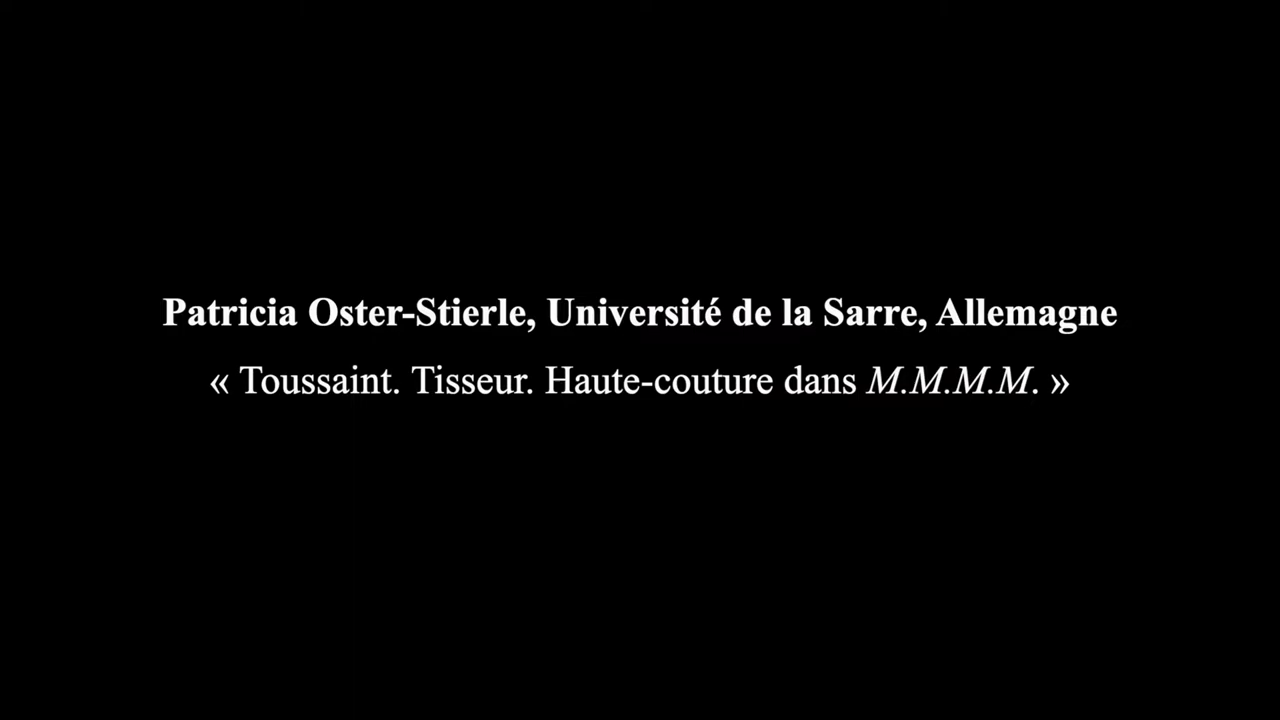 Patricia Oster-Stierle, Université de la Sarre, Allemagne
« Toussaint. Tisseur. Haute-couture dans M.M.M.M. »